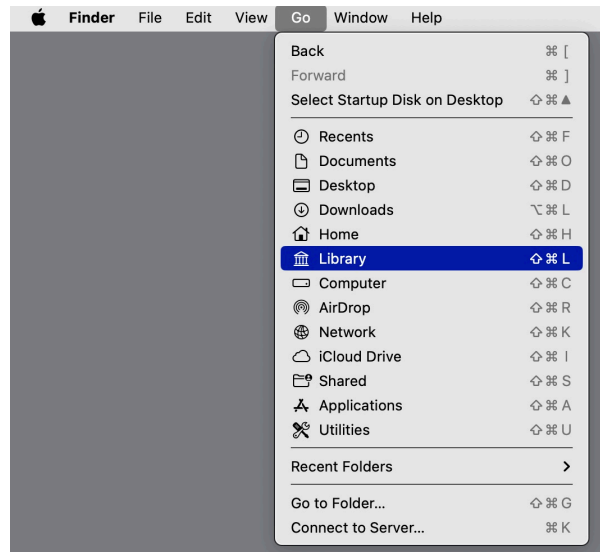 Finder File Edit View Go Window Help
Back ⌘ [
Forward ⌘ ]
Select Startup Disk on Desktop ⇧⌘▲
Recents ⇧⌘F
Documents ⇧⌘O
Desktop ⇧⌘D
Downloads ⌥⌘L
Home ⇧⌘H
Library ⇧⌘L
Computer ⇧⌘C
AirDrop ⇧⌘R
Network ⇧⌘K
iCloud Drive ⇧⌘I
Shared ⇧⌘S
Applications ⇧⌘A
Utilities ⇧⌘U
Recent Folders >
Go to Folder... ⇧⌘G
Connect to Server... ⌘K